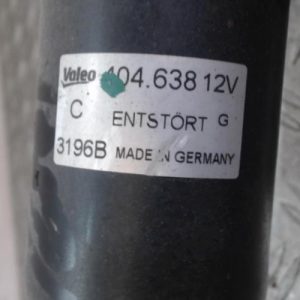 Valeo 404.638 12V
C ENTSTÖRT G
3196B MADE IN GERMANY